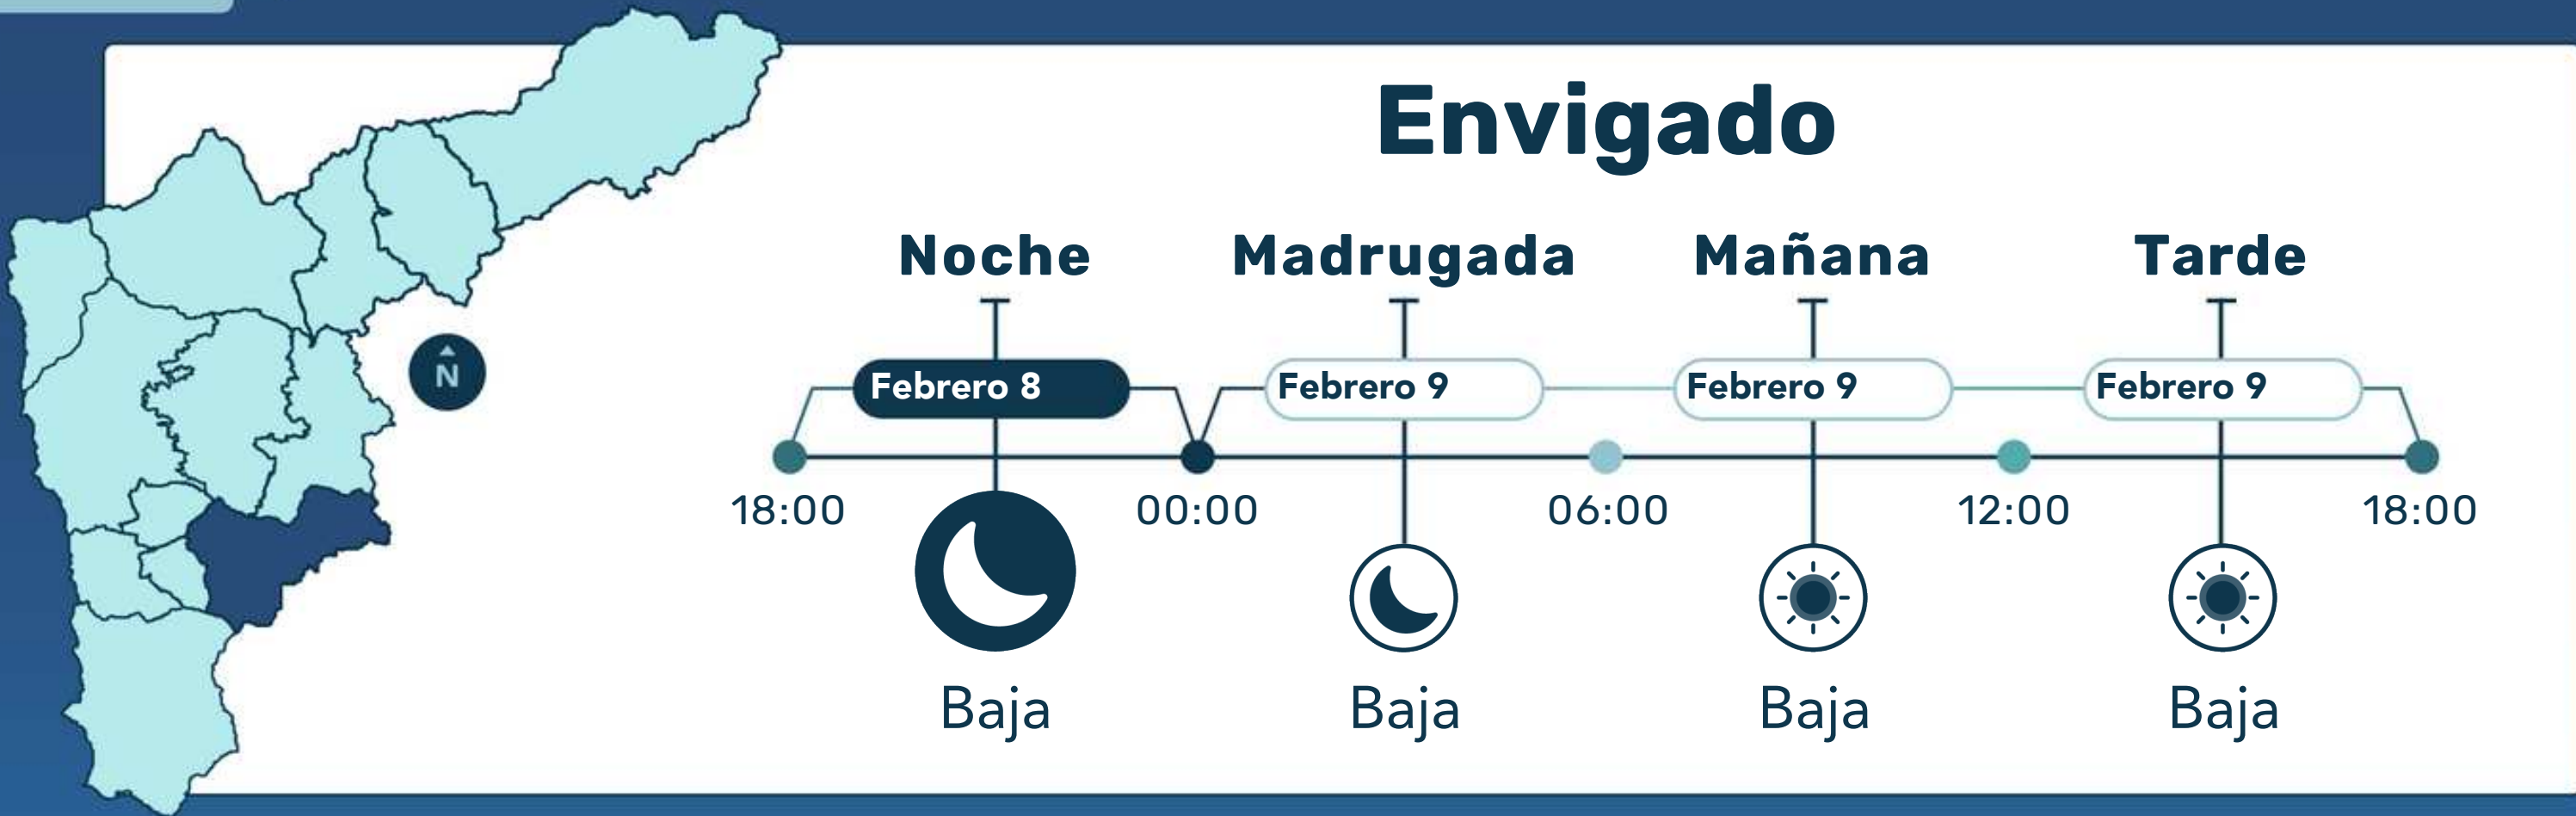 Envigado
Noche
Madrugada
Mañana
Tarde
Febrero 8
Febrero 9
Febrero 9
Febrero 9
N
18:00
00:00
06:00
12:00
18:00
Baja
Baja
Baja
Baja